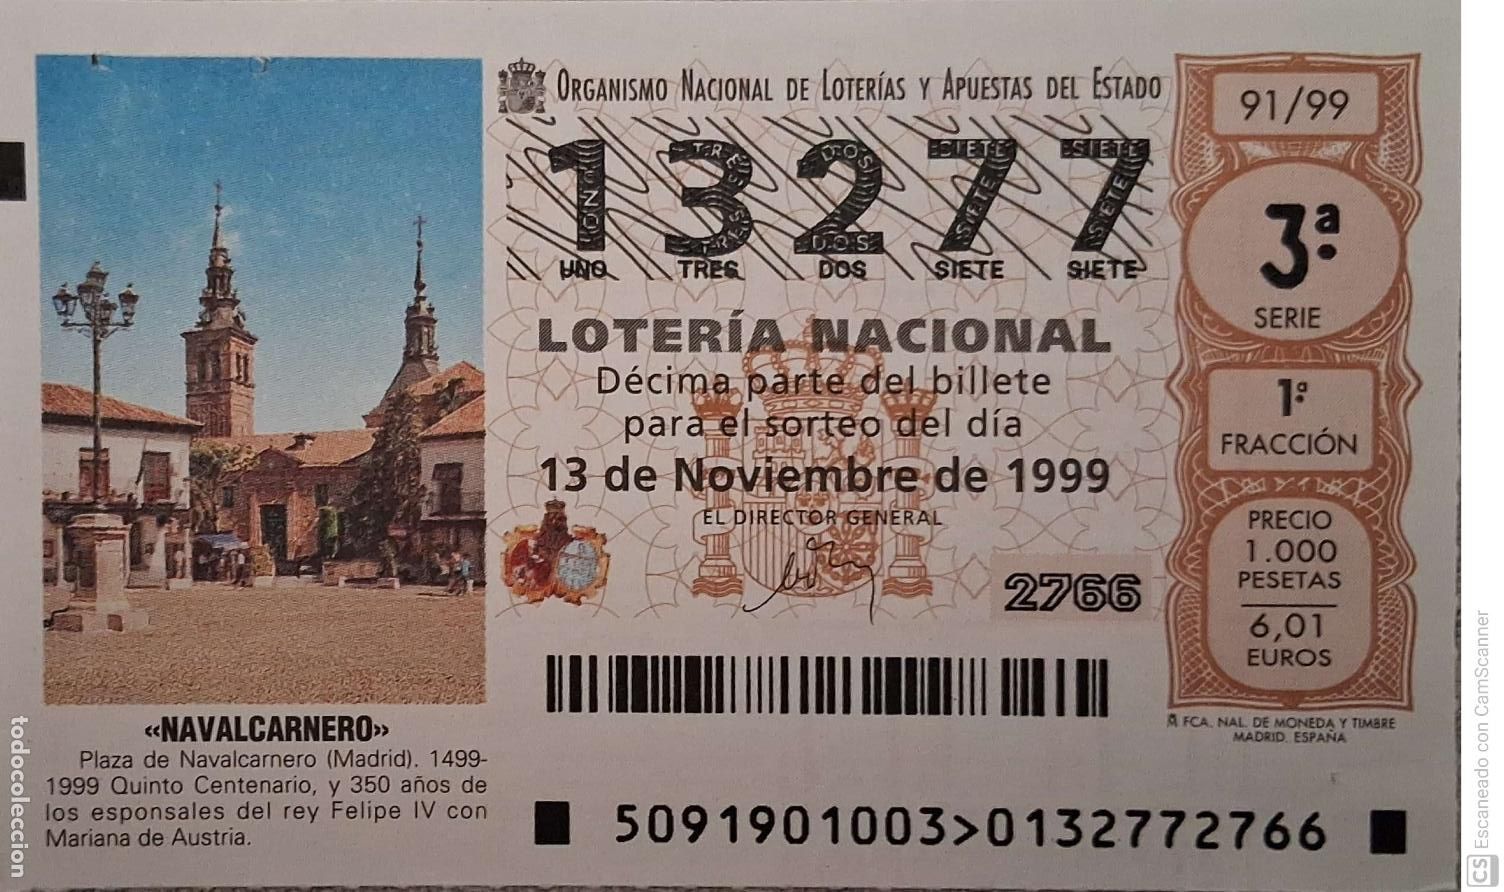 ORGANISMO NACIONAL DE LOTERÍAS Y APUESTAS DEL ESTADO
13277
UNO TRES DOS SIETE SIETE
LOTERÍA NACIONAL
Décima parte del billete
para el sorteo del día
13 de Noviembre de 1999
EL DIRECTOR GENERAL
2766
91/99
3ª
SERIE
1ª
FRACCIÓN
PRECIO
1.000
PESETAS
6,01
EUROS
FCA. NAL. DE MONEDA Y TIMBRE
MADRID. ESPAÑA
«NAVALCARNERO»
Plaza de Navalcarnero (Madrid). 1499-
1999 Quinto Centenario, y 350 años de
los esponsales del rey Felipe IV con
Mariana de Austria.
5091901003>0132772766
todocoleccion
CS Escaneado con CamScanner